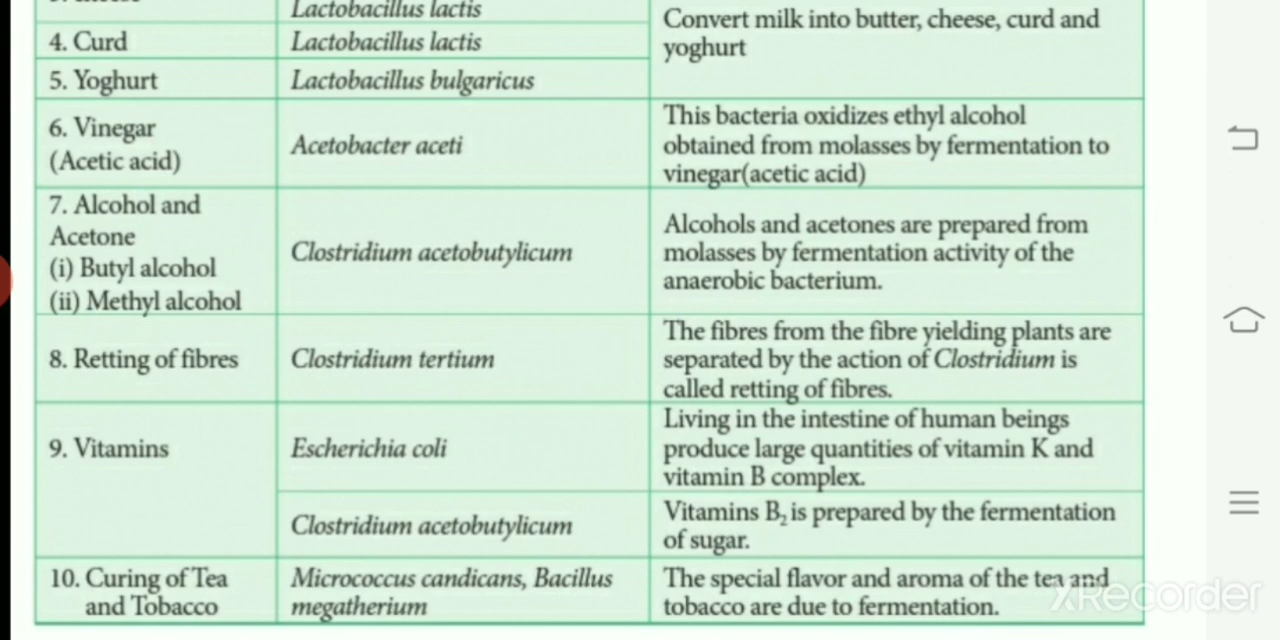 Lactobacillus lactis
Convert milk into butter, cheese, curd and
yoghurt
4. Curd
Lactobacillus lactis
5. Yoghurt
Lactobacillus bulgaricus
6. Vinegar
(Acetic acid)
Acetobacter aceti
This bacteria oxidizes ethyl alcohol
obtained from molasses by fermentation to
vinegar(acetic acid)
7. Alcohol and
Acetone
(i) Butyl alcohol
(ii) Methyl alcohol
Clostridium acetobutylicum
Alcohols and acetones are prepared from
molasses by fermentation activity of the
anaerobic bacterium.
8. Retting of fibres
Clostridium tertium
The fibres from the fibre yielding plants are
separated by the action of Clostridium is
called retting of fibres.
9. Vitamins
Escherichia coli
Living in the intestine of human beings
produce large quantities of vitamin K and
vitamin B complex.
Clostridium acetobutylicum
Vitamins B₂ is prepared by the fermentation
of sugar.
10. Curing of Tea
and Tobacco
Micrococcus candicans, Bacillus
megatherium
The special flavor and aroma of the tea and
tobacco are due to fermentation.
XRecorder